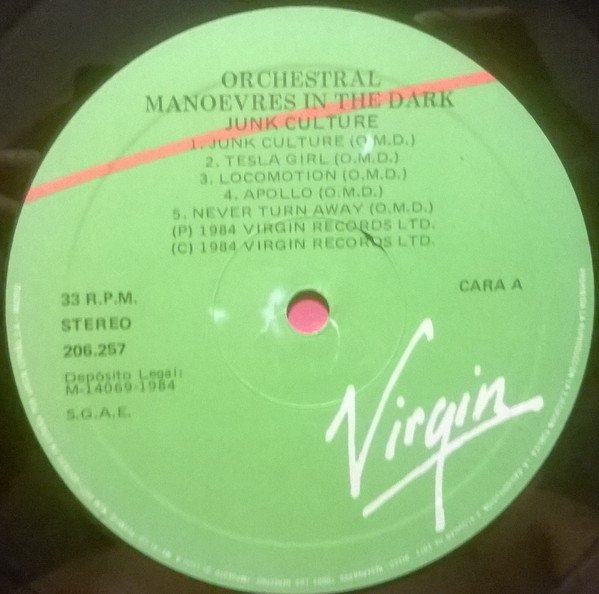 ORCHESTRAL
MANOEVRES IN THE DARK
JUNK CULTURE
1. JUNK CULTURE (O.M.D.)
2. TESLA GIRL (O.M.D.)
3. LOCOMOTION (O.M.D.)
4. APOLLO (O.M.D.)
5. NEVER TURN AWAY (O.M.D.)
(P) 1984 VIRGIN RECORDS LTD.
(C) 1984 VIRGIN RECORDS LTD.
33 R.P.M.
CARA A
STEREO
206.257
Depósito Legal:
M-14069-1984
S.G.A.E.
Virgin